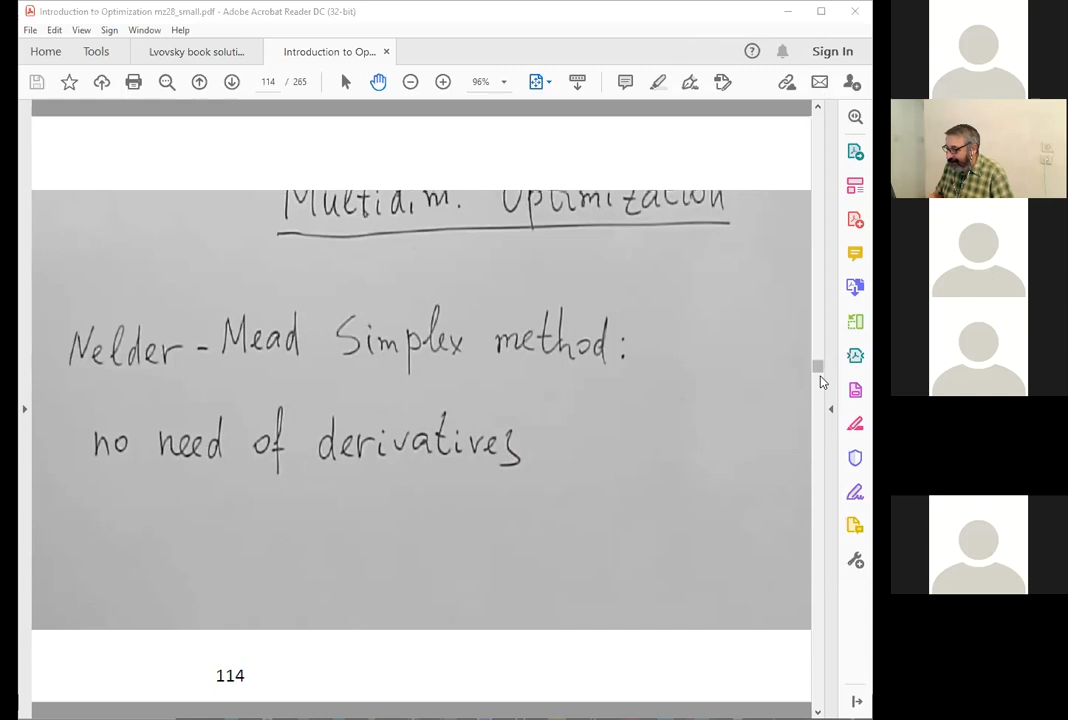 Introduction to Optimization mz28_small.pdf - Adobe Acrobat Reader DC (32-bit)
File Edit View Sign Window Help
Home Tools Lvovsky book soluti... Introduction to Op... × Sign In
114 / 265 96%
Multidim. Optimization
Nelder - Mead Simplex method:
no need of derivatives
114